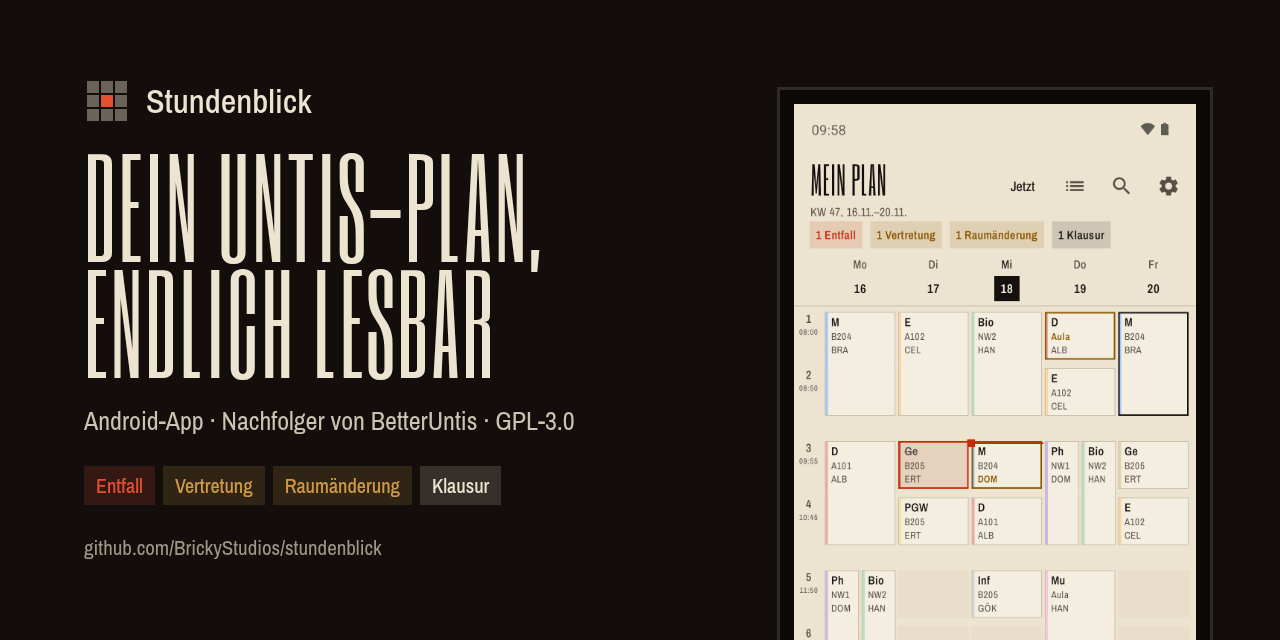 Stundenblick
DEIN UNTIS–PLAN,
ENDLICH LESBAR
Android-App · Nachfolger von BetterUntis · GPL-3.0
Entfall Vertretung Raumänderung Klausur
github.com/BrickyStudios/stundenblick
09:58
MEIN PLAN
Jetzt
KW 47, 16.11.–20.11.
1 Entfall 1 Vertretung 1 Raumänderung 1 Klausur
Mo Di Mi Do Fr
16 17 18 19 20
1 M E Bio D M
08:00 B204 A102 NW2 Aula B204
BRA CEL HAN ALB BRA
2 E
08:50 A102
CEL
3 D Ge M Ph Bio Ge
09:55 A101 B205 B204 NW1 NW2 B205
ALB ERT DOM DOM HAN ERT
4 PGW D E
10:45 B205 A101 A102
ERT ALB CEL
5 Ph Bio Inf Mu
11:50 NW1 NW2 B205 Aula
DOM HAN GÖK HAN
6